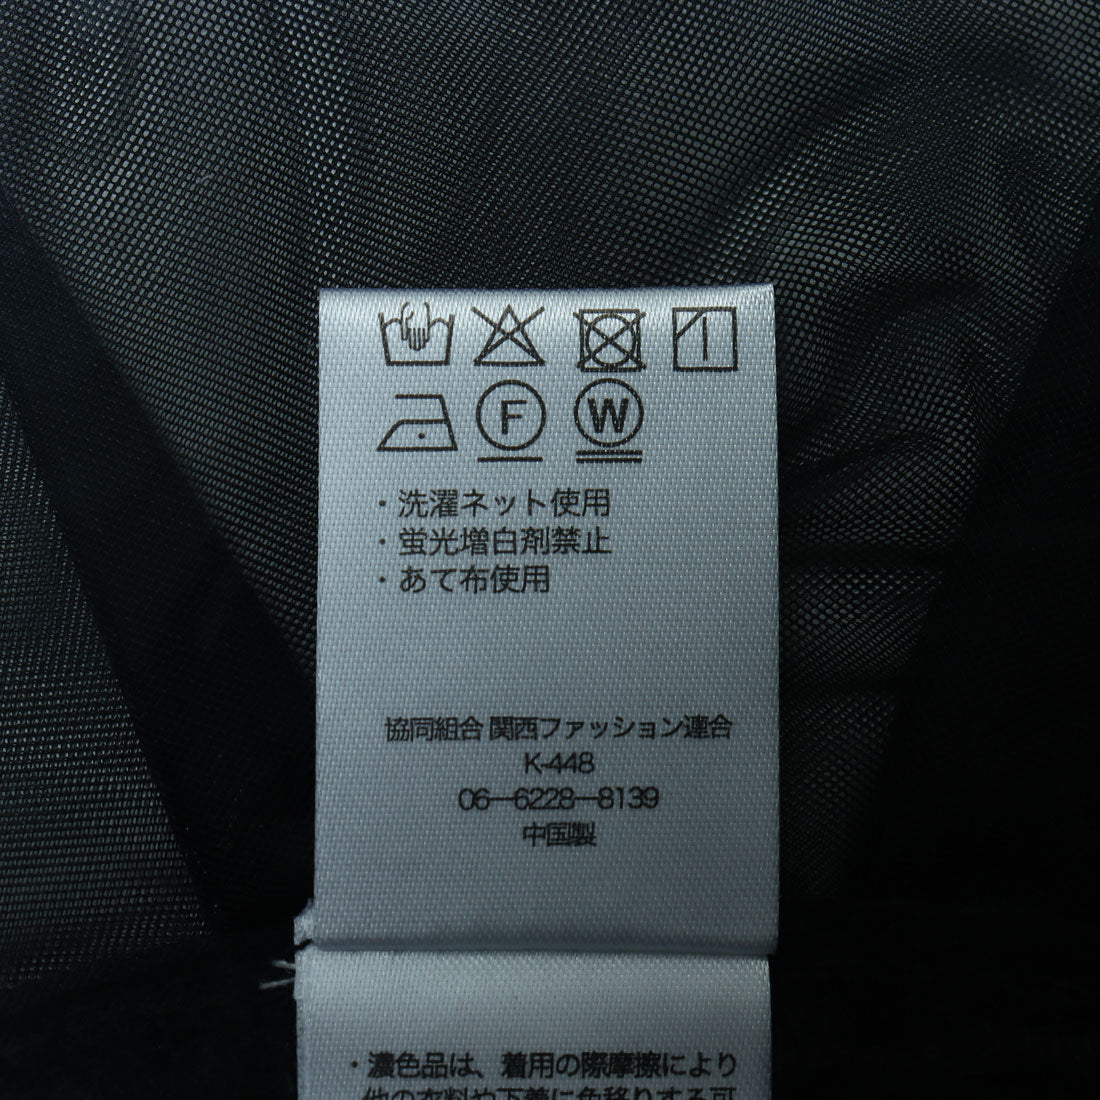 F W
・洗濯ネット使用
・蛍光増白剤禁止
・あて布使用
協同組合 関西ファッション連合
K-448
06-6228-8139
中国製
・濃色品は、着用の際摩擦により
他の衣料や下着に色移りする可